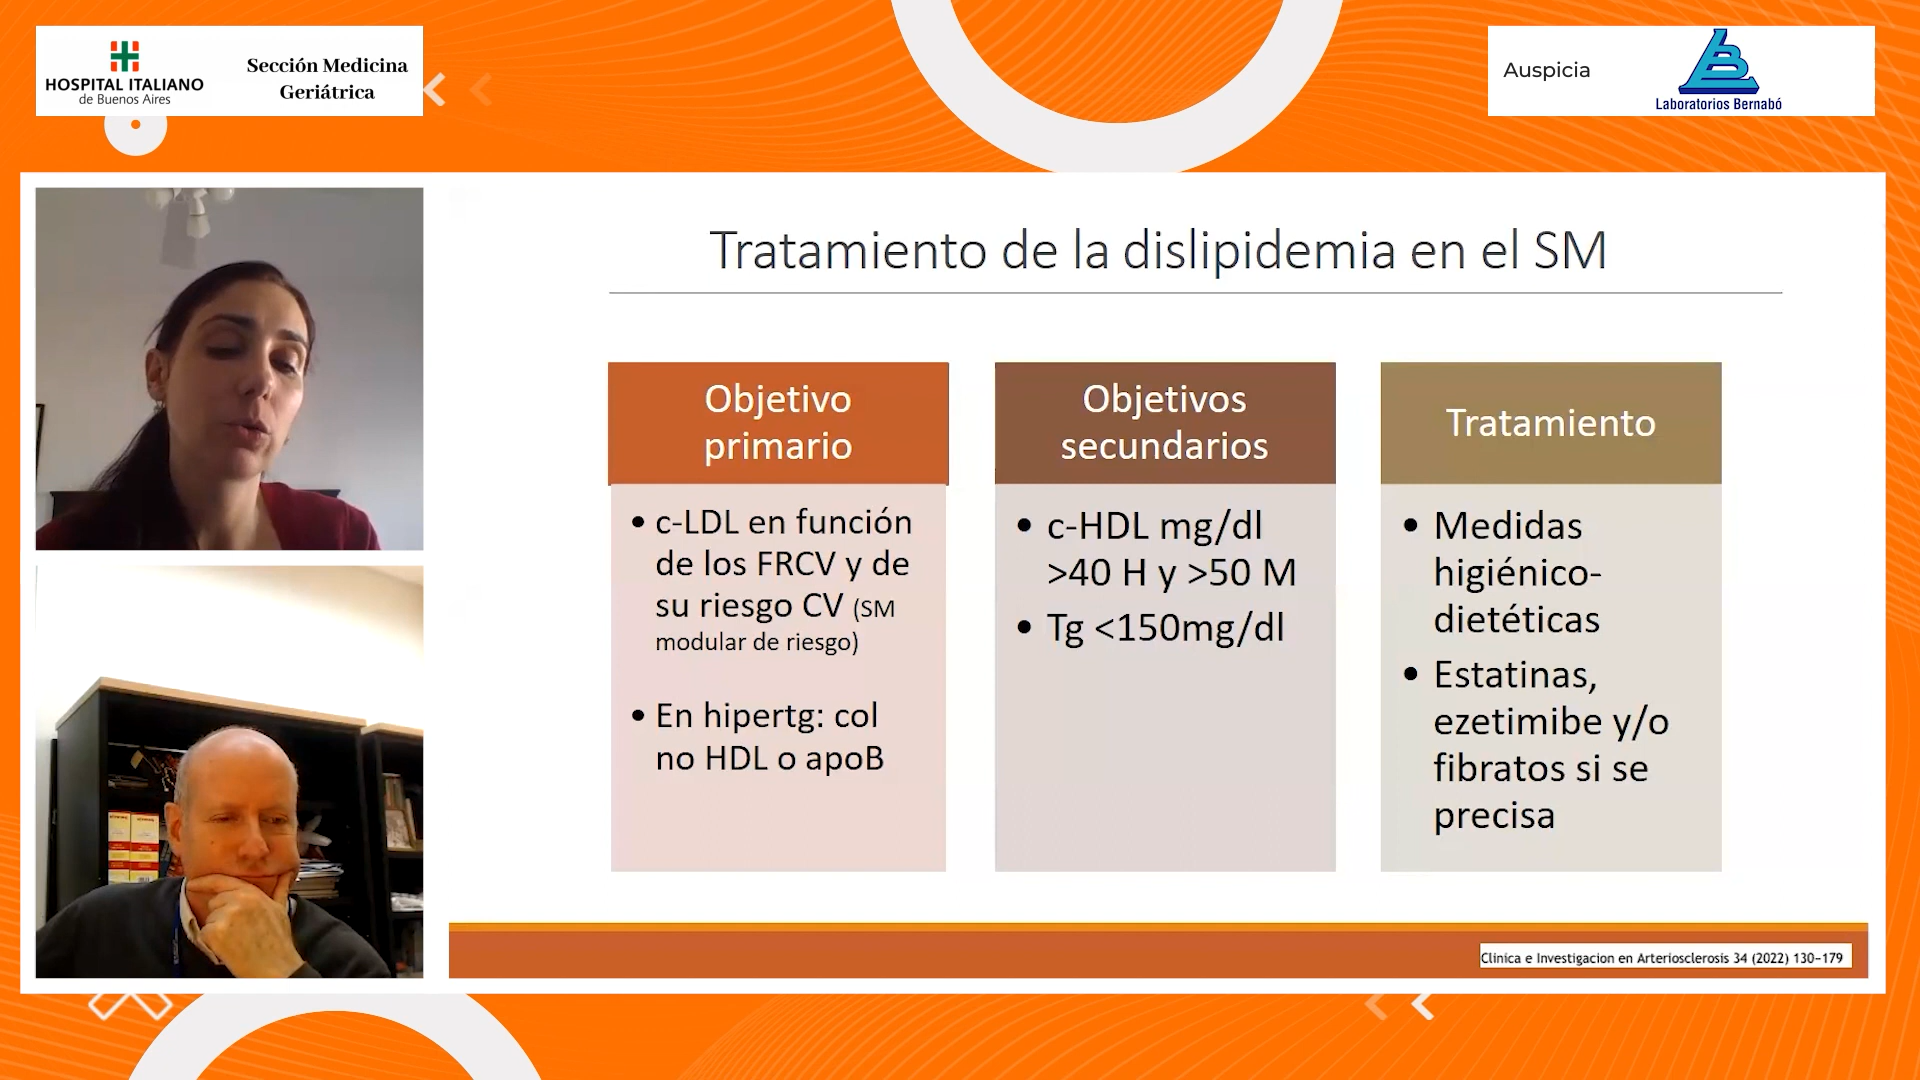 HOSPITAL ITALIANO
de Buenos Aires
Sección Medicina
Geriátrica
Auspicia
Laboratorios Bernabó
Tratamiento de la dislipidemia en el SM
Objetivo
primario
• c-LDL en función
de los FRCV y de
su riesgo CV (SM
modular de riesgo)
• En hipertg: col
no HDL o apoB
Objetivos
secundarios
• c-HDL mg/dl
>40 H y >50 M
• Tg <150mg/dl
Tratamiento
• Medidas
higiénico-
dietéticas
• Estatinas,
ezetimibe y/o
fibratos si se
precisa
Clinica e Investigacion en Arteriosclerosis 34 (2022) 130–179